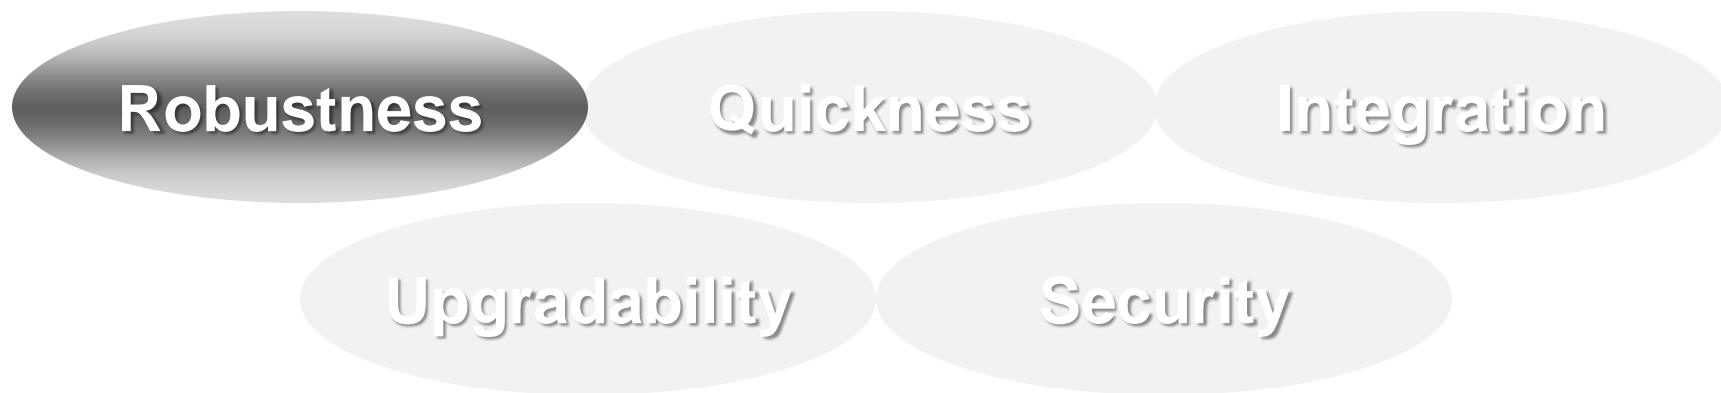 Robustness
Quickness
Integration
Upgradability
Security